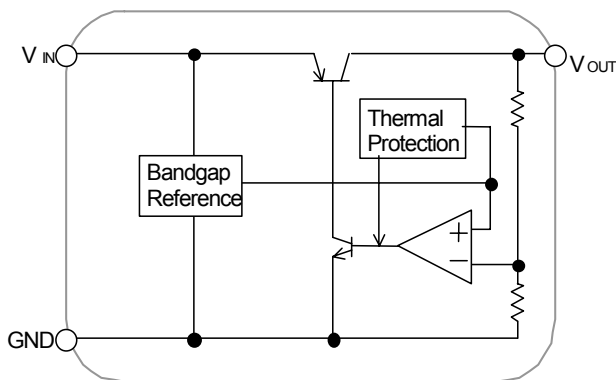 V IN
V OUT
Thermal
Protection
Bandgap
Reference
+
−
GND